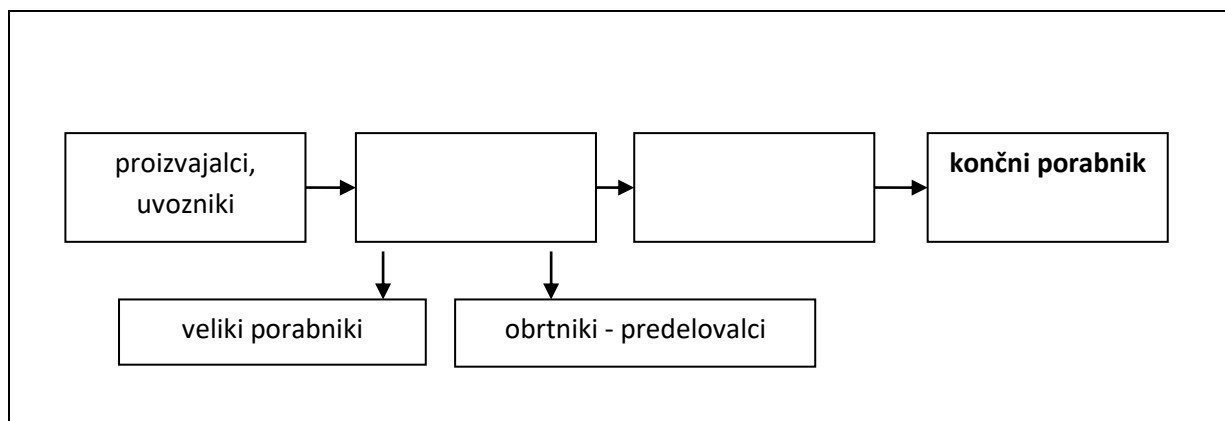 proizvajalci,
uvozniki
končni porabnik
veliki porabniki
obrtniki - predelovalci